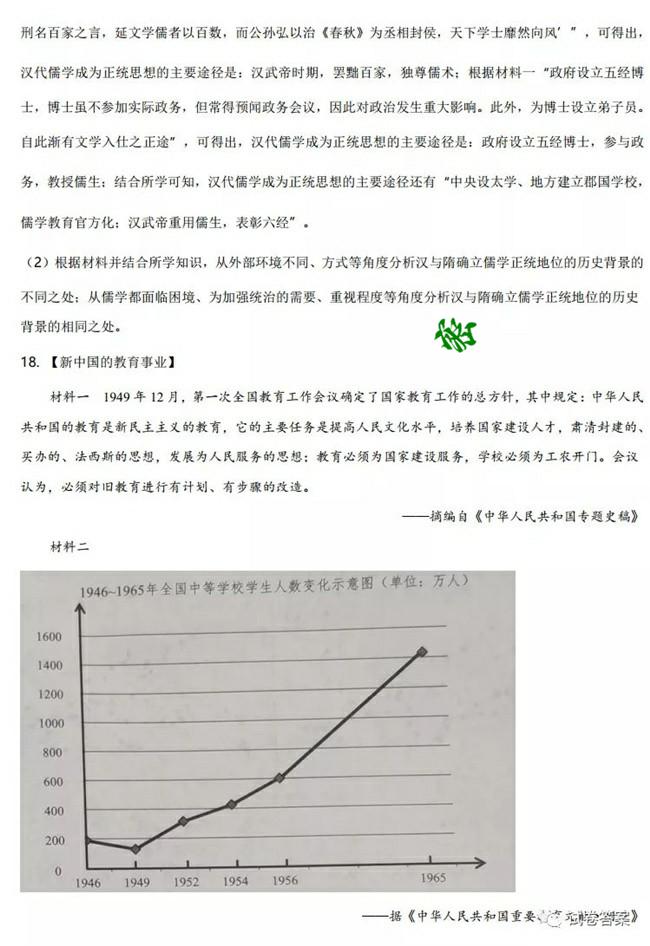 刑名百家之言，延文学儒者以百数，而公孙弘以治《春秋》为丞相封侯，天下学士靡然向风’”，可得出，
汉代儒学成为正统思想的主要途径是：汉武帝时期，罢黜百家，独尊儒术；根据材料一“政府设立五经博
士，博士虽不参加实际政务，但常得预闻政务会议，因此对政治发生重大影响。此外，为博士设立弟子员。
自此渐有文学入仕之正途”，可得出，汉代儒学成为正统思想的主要途径是：政府设立五经博士，参与政
务，教授儒生；结合所学可知，汉代儒学成为正统思想的主要途径还有“中央设太学、地方建立郡国学校，
儒学教育官方化；汉武帝重用儒生，表彰六经”。
（2）根据材料并结合所学知识，从外部环境不同、方式等角度分析汉与隋确立儒学正统地位的历史背景的
不同之处；从儒学都面临困境、为加强统治的需要、重视程度等角度分析汉与隋确立儒学正统地位的历史
背景的相同之处。
18. 【新中国的教育事业】
材料一 1949 年 12 月，第一次全国教育工作会议确定了国家教育工作的总方针，其中规定：中华人民
共和国的教育是新民主主义的教育，它的主要任务是提高人民文化水平，培养国家建设人才，肃清封建的、
买办的、法西斯的思想，发展为人民服务的思想；教育必须为国家建设服务，学校必须为工农开门。会议
认为，必须对旧教育进行有计划、有步骤的改造。
——摘编自《中华人民共和国专题史稿》
材料二
1946~1965年全国中等学校学生人数变化示意图（单位：万人）
1600
1400
1200
1000
800
600
400
200
0
1946 1949 1952 1954 1956 1965
——据《中华人民共和国重要
试卷答案